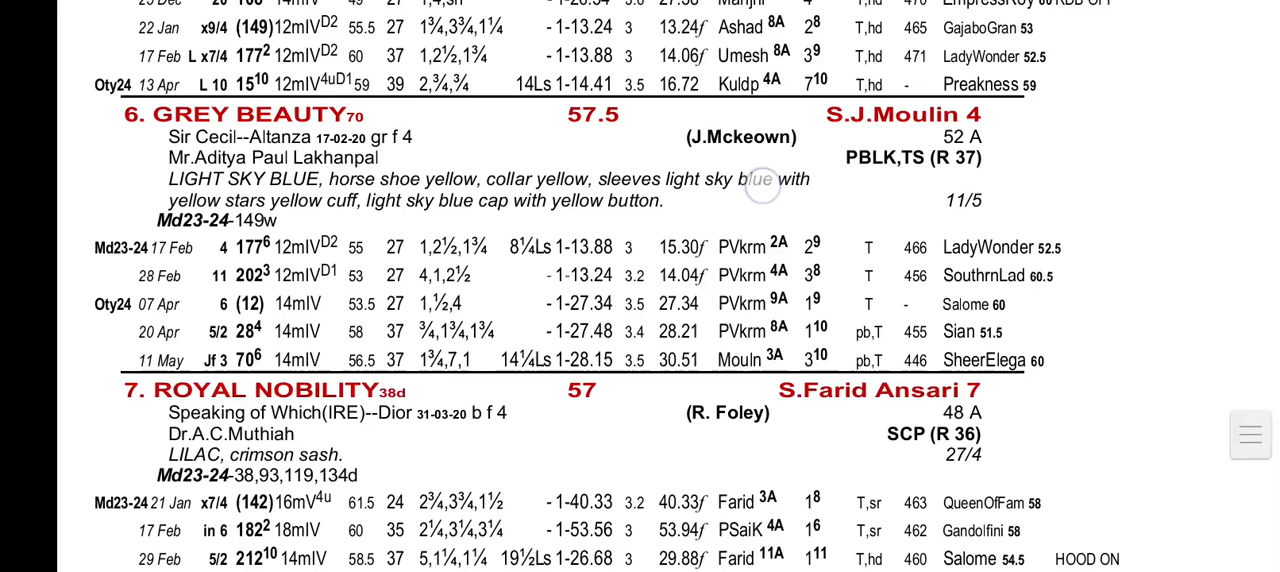 22 Jan x9/4 (149) 12mIV D2 55.5 27 1¾,3¾,1¼ - 1-13.24 3 13.24f Ashad 8A 2 8 T,hd 465 GajaboGran 53
17 Feb L x7/4 177 2 12mIV D2 60 37 1,2½,1¾ - 1-13.88 3 14.06f Umesh 8A 3 9 T,hd 471 LadyWonder 52.5
Oty24 13 Apr L 10 15 10 12mIV 4uD1 59 39 2,¾,¾ 14Ls 1-14.41 3.5 16.72 Kuldp 4A 7 10 T,hd - Preakness 59
6. GREY BEAUTY70 57.5 S.J.Moulin 4
Sir Cecil--Altanza 17-02-20 gr f 4 (J.Mckeown) 52 A
Mr.Aditya Paul Lakhanpal PBLK,TS (R 37)
LIGHT SKY BLUE, horse shoe yellow, collar yellow, sleeves light sky blue with
yellow stars yellow cuff, light sky blue cap with yellow button. 11/5
Md23-24-149w
Md23-24 17 Feb 4 177 6 12mIV D2 55 27 1,2½,1¾ 8¼Ls 1-13.88 3 15.30f PVkrm 2A 2 9 T 466 LadyWonder 52.5
28 Feb 11 202 3 12mIV D1 53 27 4,1,2½ - 1-13.24 3.2 14.04f PVkrm 4A 3 8 T 456 SouthrnLad 60.5
Oty24 07 Apr 6 (12) 14mIV 53.5 27 1,½,4 - 1-27.34 3.5 27.34 PVkrm 9A 1 9 T - Salome 60
20 Apr 5/2 28 4 14mIV 58 37 ¾,1¾,1¾ - 1-27.48 3.4 28.21 PVkrm 8A 1 10 pb,T 455 Sian 51.5
11 May Jf 3 70 6 14mIV 56.5 37 1¾,7,1 14¼Ls 1-28.15 3.5 30.51 Mouln 3A 3 10 pb,T 446 SheerElega 60
7. ROYAL NOBILITY38d 57 S.Farid Ansari 7
Speaking of Which(IRE)--Dior 31-03-20 b f 4 (R. Foley) 48 A
Dr.A.C.Muthiah SCP (R 36)
LILAC, crimson sash. 27/4
Md23-24-38,93,119,134d
Md23-24 21 Jan x7/4 (142) 16mV 4u 61.5 24 2¾,3¾,1½ - 1-40.33 3.2 40.33f Farid 3A 1 8 T,sr 463 QueenOfFam 58
17 Feb in 6 182 2 18mIV 60 35 2¼,3¼,3¼ - 1-53.56 3 53.94f PSaiK 4A 1 6 T,sr 462 Gandolfini 58
29 Feb 5/2 212 10 14mIV 58.5 37 5,1¼,1¼ 19½Ls 1-26.68 3 29.88f Farid 11A 1 11 T,hd 460 Salome 54.5 HOOD ON